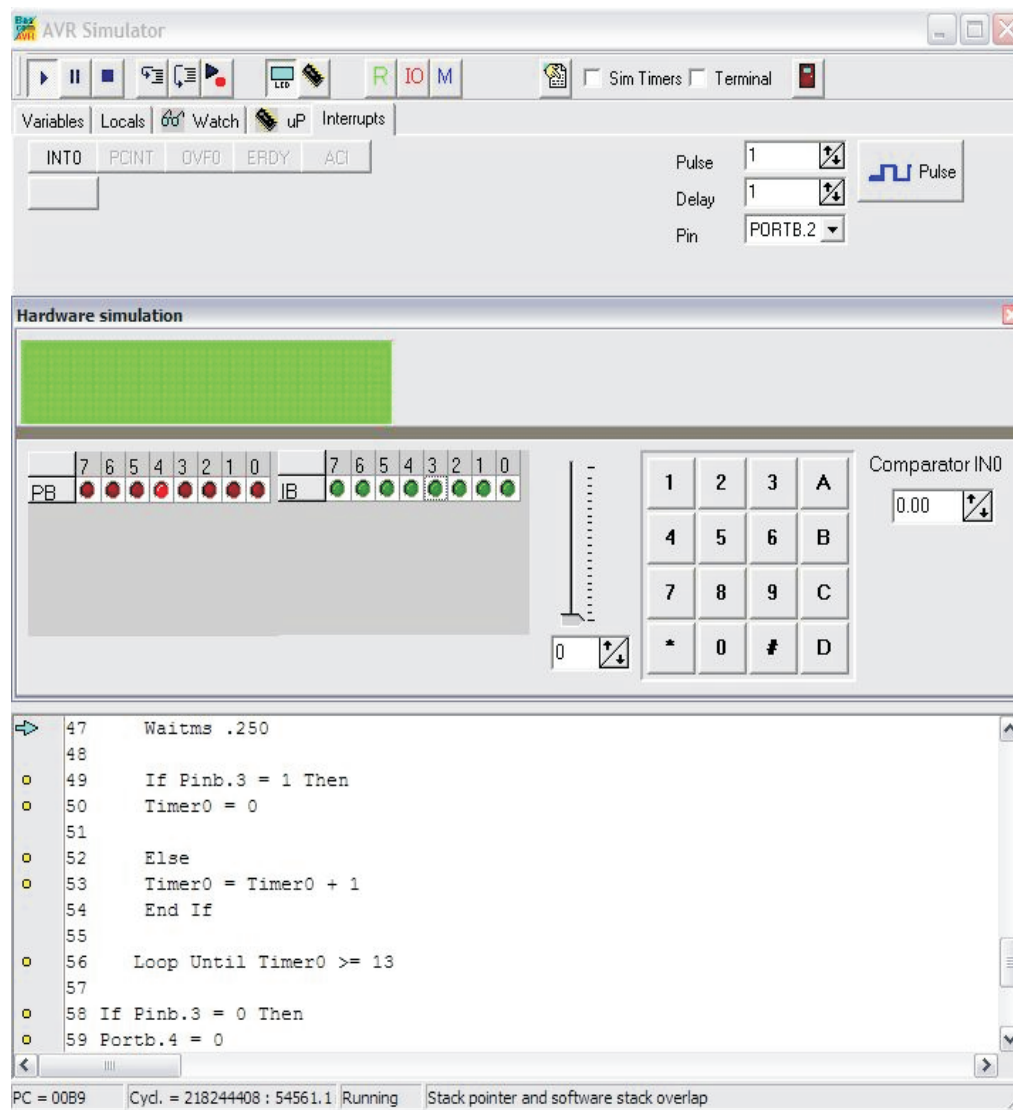 Bas com AVR AVR Simulator
LCD R IO M Sim Timers Terminal
Variables Locals Watch uP Interrupts
INT0 PCINT OVF0 ERDY ACI
Pulse 1 Pulse
Delay 1
Pin PORTB.2
Hardware simulation
7 6 5 4 3 2 1 0 7 6 5 4 3 2 1 0
PB IB
Comparator IN0
0.00
1 2 3 A
4 5 6 B
7 8 9 C
* 0 # D
0
47 Waitms .250
48
49 If Pinb.3 = 1 Then
50 Timer0 = 0
51
52 Else
53 Timer0 = Timer0 + 1
54 End If
55
56 Loop Until Timer0 >= 13
57
58 If Pinb.3 = 0 Then
59 Portb.4 = 0
PC = 00B9 Cycl. = 218244408 : 54561.1 Running Stack pointer and software stack overlap